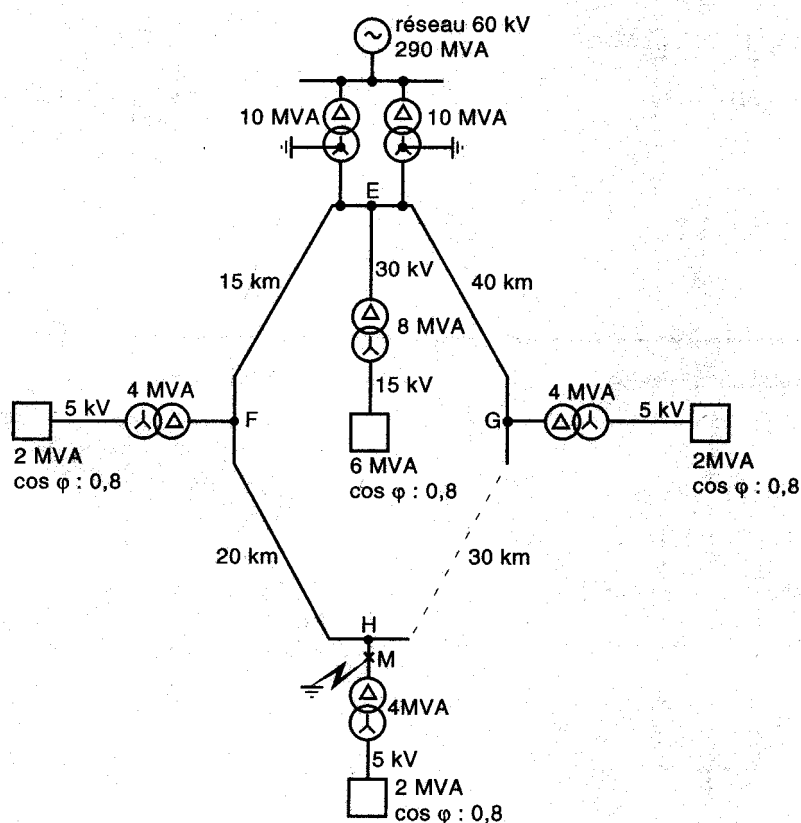 réseau 60 kV
290 MVA
10 MVA
10 MVA
E
15 km
30 kV
40 km
8 MVA
4 MVA
15 kV
4 MVA
5 kV
F
G
5 kV
2 MVA
cos φ : 0,8
6 MVA
cos φ : 0,8
2MVA
cos φ : 0,8
20 km
30 km
H
M
4MVA
5 kV
2 MVA
cos φ : 0,8